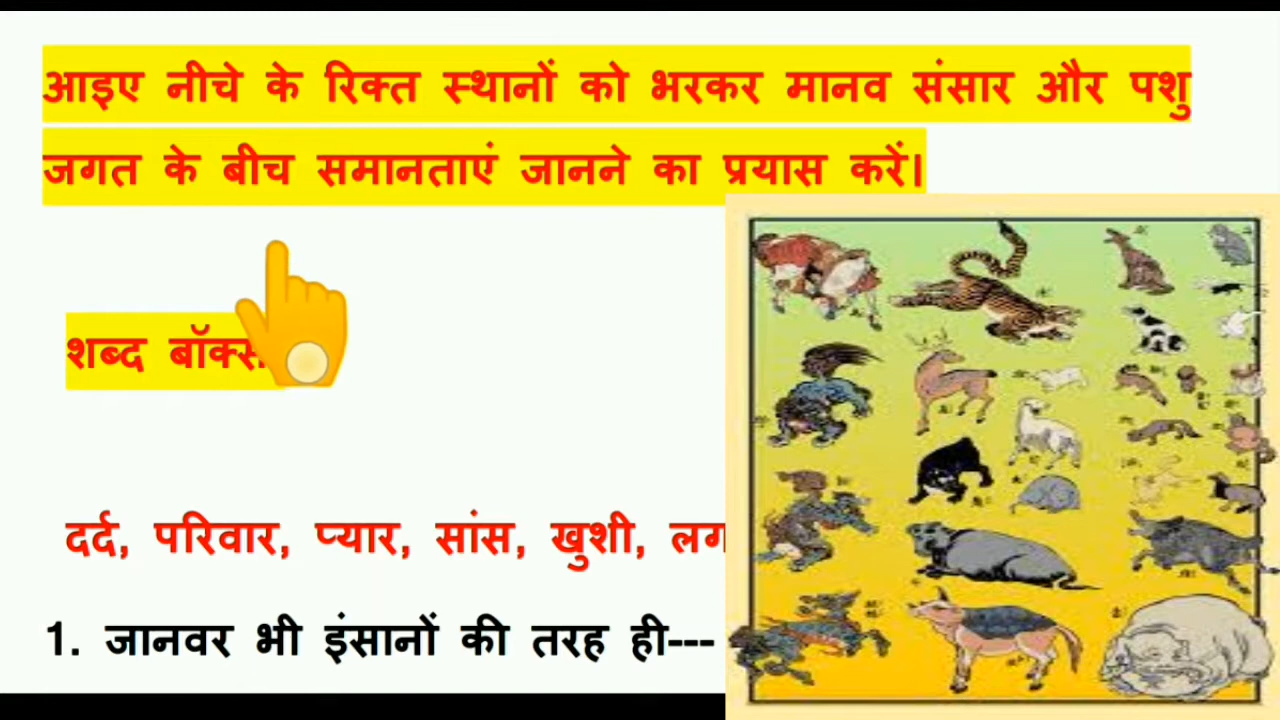 आइए नीचे के रिक्त स्थानों को भरकर मानव संसार और पशु
जगत के बीच समानताएं जानने का प्रयास करें।
शब्द बॉक्स
दर्द, परिवार, प्यार, सांस, खुशी,
1. जानवर भी इंसानों की तरह ही---